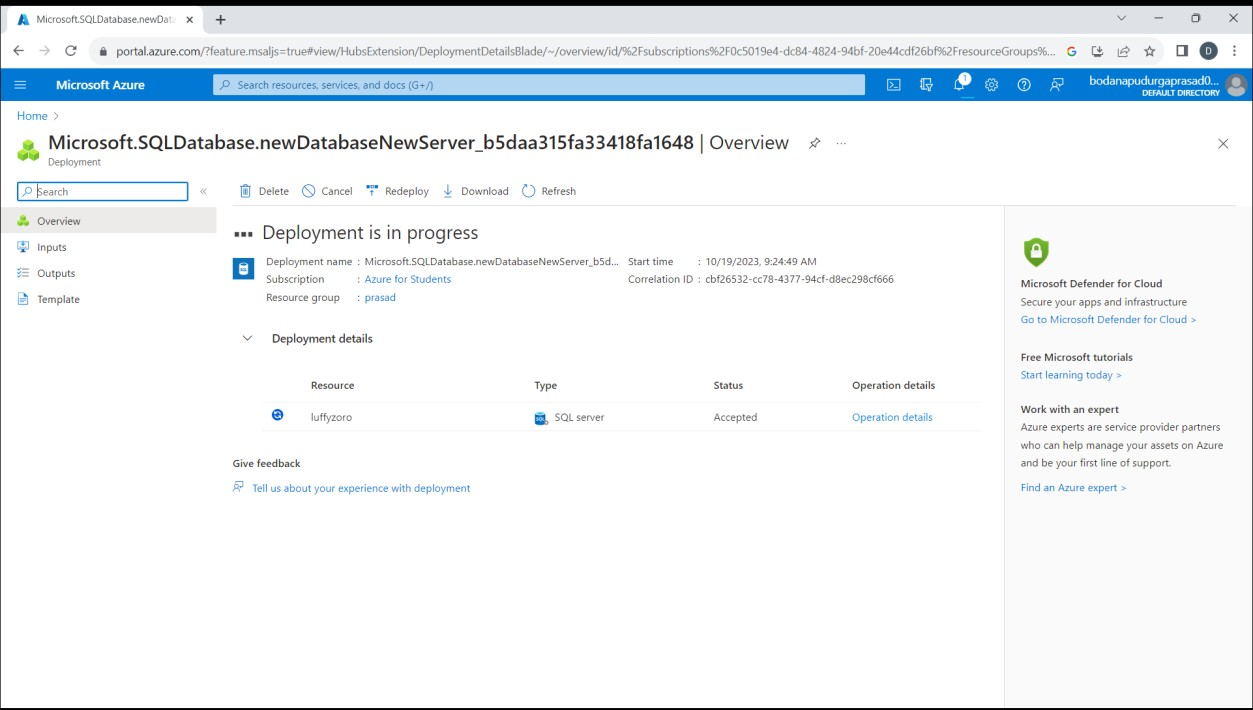 Microsoft.SQLDatabase.newData
portal.azure.com/?feature.msaljs=true#view/HubsExtension/DeploymentDetailsBlade/~/overview/id/%2Fsubscriptions%2F0c5019e4-dc84-4824-94bf-20e44cdf26bf%2FresourceGroups%...
D
Microsoft Azure
Search resources, services, and docs (G+/)
1
bodanapudurgaprasad0...
DEFAULT DIRECTORY
Home >
Microsoft.SQLDatabase.newDatabaseNewServer_b5daa315fa33418fa1648 | Overview
Deployment
Search
Delete Cancel Redeploy Download Refresh
Overview
Inputs
Outputs
Template
Deployment is in progress
Deployment name : Microsoft.SQLDatabase.newDatabaseNewServer_b5d... Start time : 10/19/2023, 9:24:49 AM
Subscription : Azure for Students Correlation ID : cbf26532-cc78-4377-94cf-d8ec298cf666
Resource group : prasad
Deployment details
Resource Type Status Operation details
luffyzoro SQL server Accepted Operation details
Give feedback
Tell us about your experience with deployment
Microsoft Defender for Cloud
Secure your apps and infrastructure
Go to Microsoft Defender for Cloud >
Free Microsoft tutorials
Start learning today >
Work with an expert
Azure experts are service provider partners
who can help manage your assets on Azure
and be your first line of support.
Find an Azure expert >